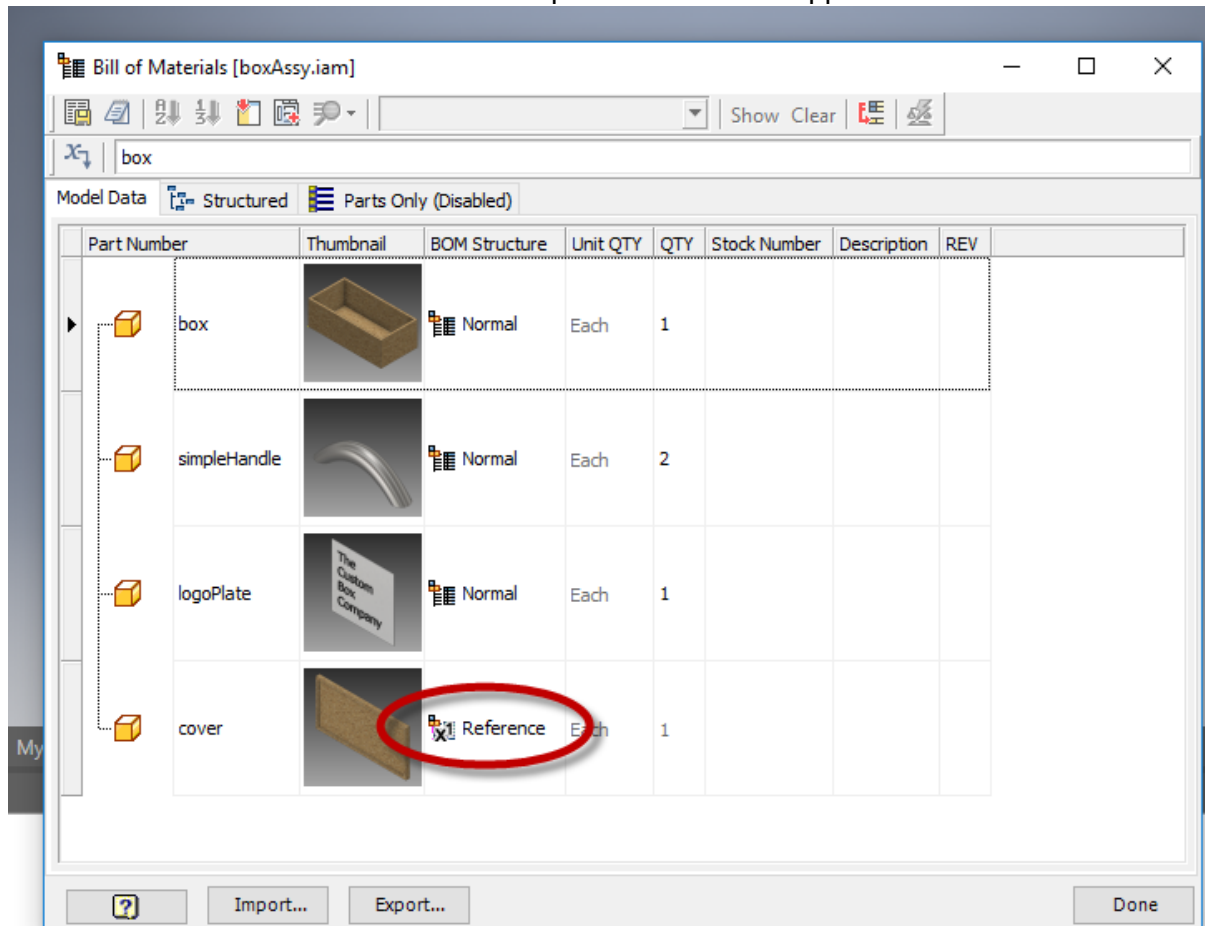 Bill of Materials [boxAssy.iam]
Show Clear
box
Model Data Structured Parts Only (Disabled)
Part Number Thumbnail BOM Structure Unit QTY QTY Stock Number Description REV
box Normal Each 1
simpleHandle Normal Each 2
The
Custom
Box
Company
logoPlate Normal Each 1
cover Reference Each 1
My
Import... Export... Done